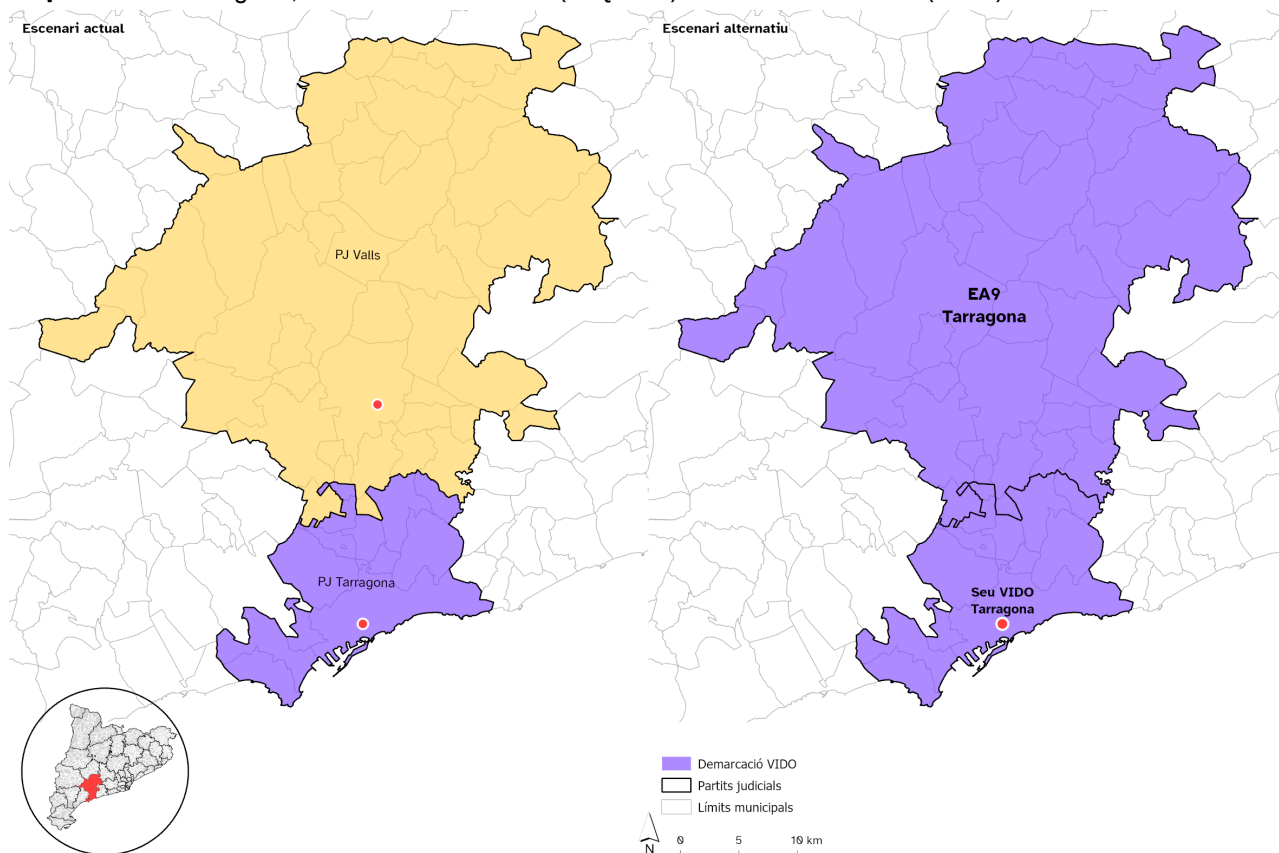 Escenari actual
Escenari alternatiu
PJ Valls
EA9
Tarragona
PJ Tarragona
Seu VIDO
Tarragona
Demarcació VIDO
Partits judicials
Límits municipals
N
0 5 10 km